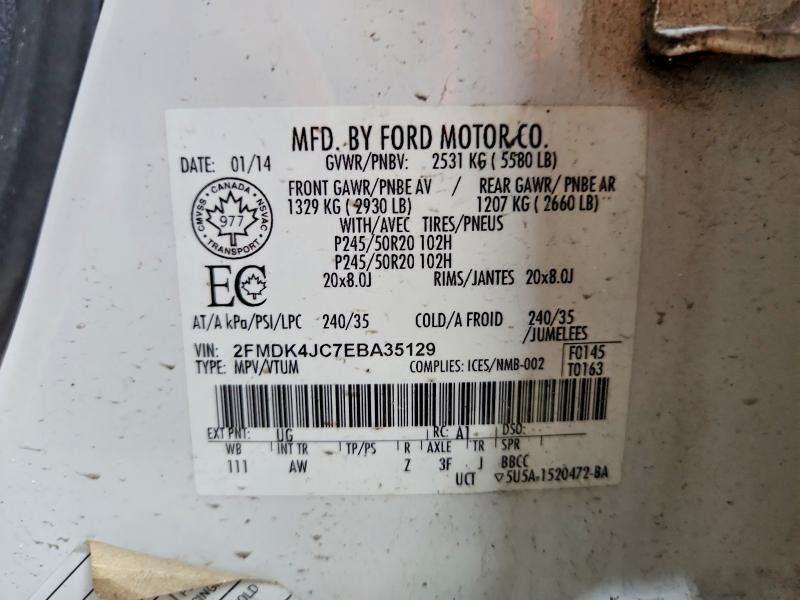 MFD. BY FORD MOTOR CO.
DATE: 01/14 GVWR/PNBV: 2531 KG ( 5580 LB)
FRONT GAWR/PNBE AV / REAR GAWR/ PNBE AR
1329 KG ( 2930 LB) 1207 KG ( 2660 LB)
WITH/AVEC TIRES/PNEUS
P245/50R20 102H
P245/50R20 102H
20x8.0J RIMS/JANTES 20x8.0J
CANADA
CMVSS NSVAC
977
TRANSPORT
EC
AT/A kPa/PSI/LPC 240/35 COLD/A FROID 240/35
/JUMELEES
VIN: 2FMDK4JC7EBA35129 F0145
TYPE: MPV/VTUM COMPLIES: ICES/NMB-002 T0163
EXT PNT: UG RC: A1 DSO:
WB INT TR TP/PS R AXLE TR SPR
111 AW Z 3F J BBCC
UCT ▽5U5A-1520472-BA
OLD